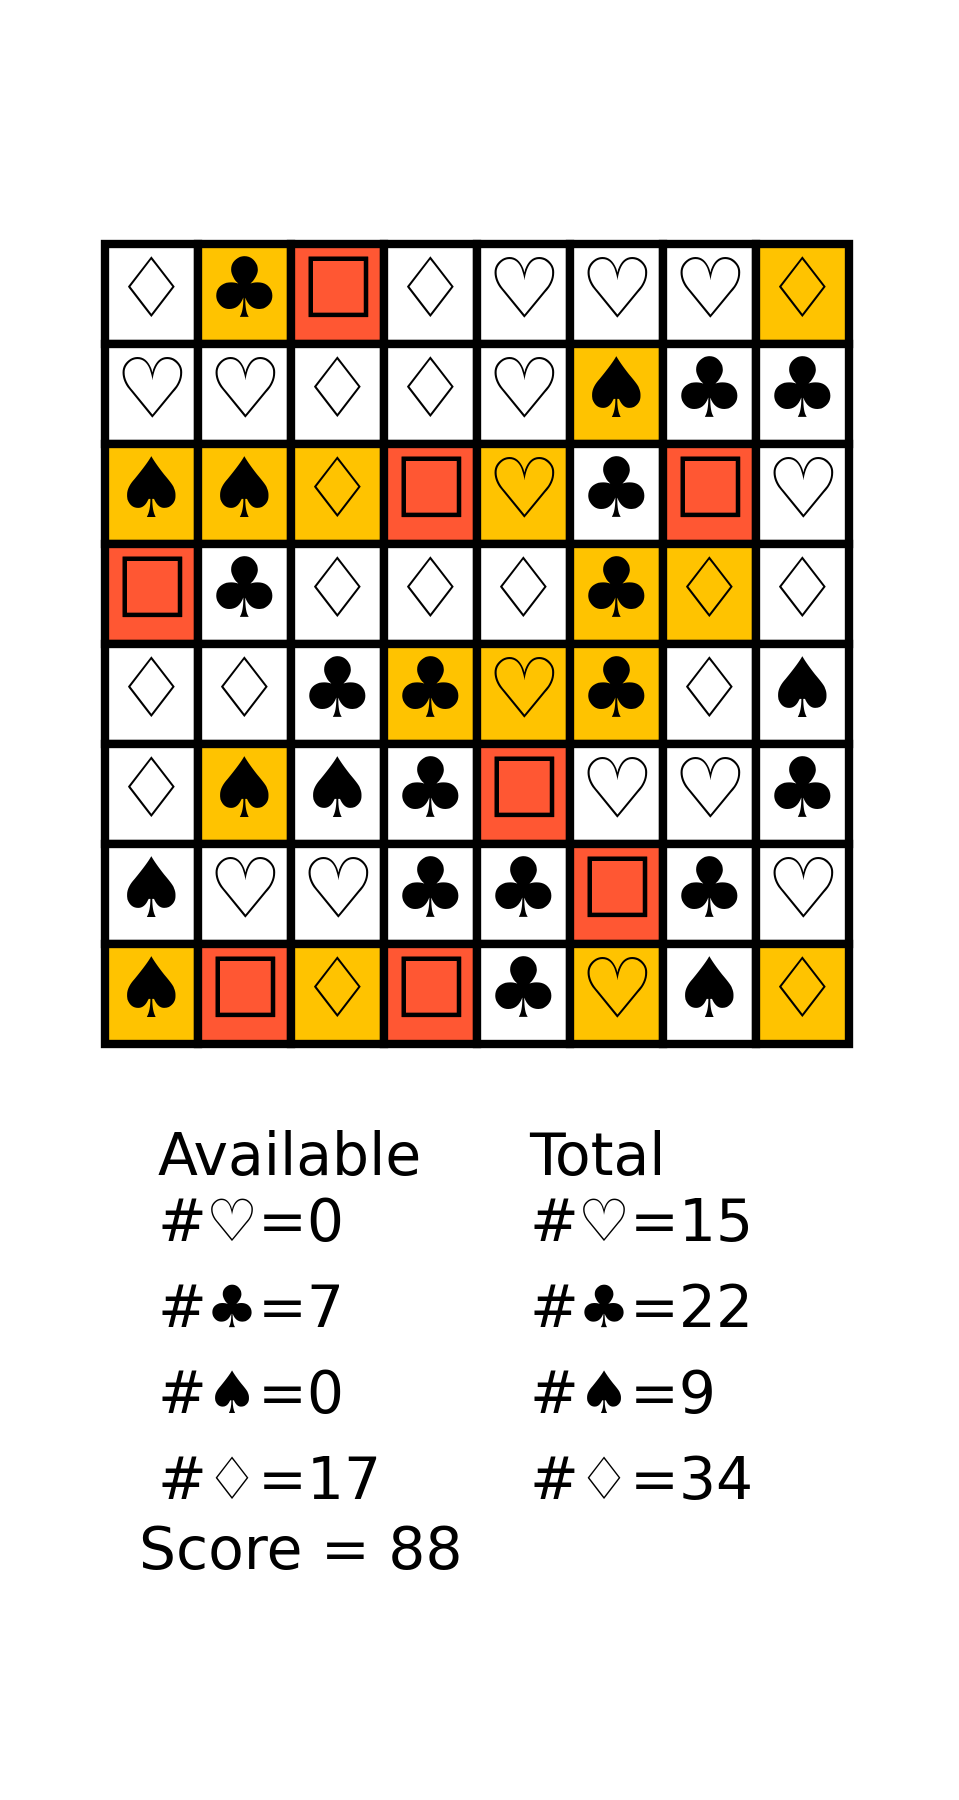 ♢ ♣ □ ♢ ♡ ♡ ♡ ♢
♡ ♡ ♢ ♢ ♡ ♠ ♣ ♣
♠ ♠ ♢ □ ♡ ♣ □ ♡
□ ♣ ♢ ♢ ♢ ♣ ♢ ♢
♢ ♢ ♣ ♣ ♡ ♣ ♢ ♠
♢ ♠ ♠ ♣ □ ♡ ♡ ♣
♠ ♡ ♡ ♣ ♣ □ ♣ ♡
♠ □ ♢ □ ♣ ♡ ♠ ♢
Available Total
#♡=0 #♡=15
#♣=7 #♣=22
#♠=0 #♠=9
#♢=17 #♢=34
Score = 88